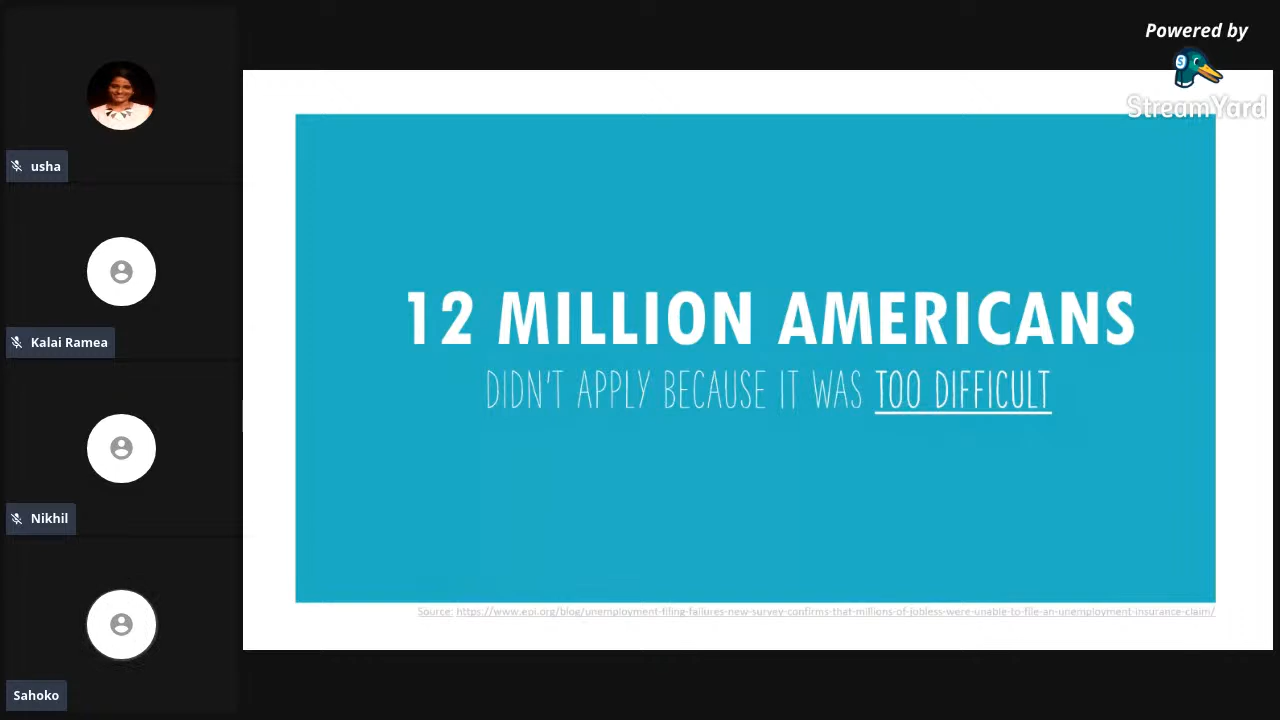 Powered by
StreamYard
usha
Kalai Ramea
Nikhil
Sahoko
12 MILLION AMERICANS
DIDN'T APPLY BECAUSE IT WAS TOO DIFFICULT
Source: https://www.epi.org/blog/unemployment-filing-failures-new-survey-confirms-that-millions-of-jobless-were-unable-to-file-an-unemployment-insurance-claim/